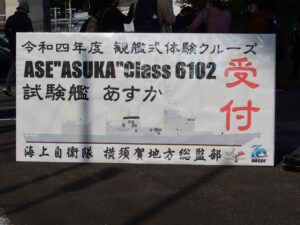 令和四年度 観艦式体験クルーズ
ASE"ASUKA"Class 6102
試験艦 あすか
受付
海上自衛隊 横須賀地方総監部